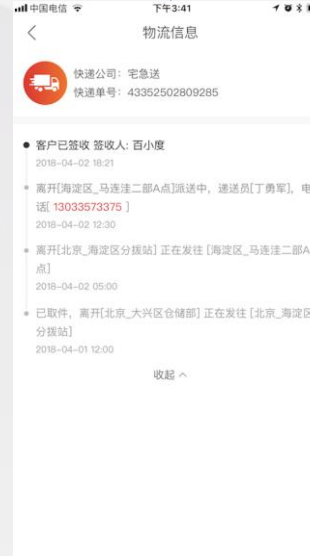 中国电信 下午3:41
物流信息
快递公司：宅急送
快递单号：43352502809285
客户已签收 签收人: 百小度
2018-04-02 18:21
离开[海淀区_马连洼二部A点]派送中，递送员[丁勇军]，电
话[ 13033573375 ]
2018-04-02 12:30
离开[北京_海淀区分拨站] 正在发往 [海淀区_马连洼二部A
点]
2018-04-02 05:00
已取件，离开[北京_大兴区仓储部] 正在发往 [北京_海淀区
分拨站]
2018-04-01 12:00
收起